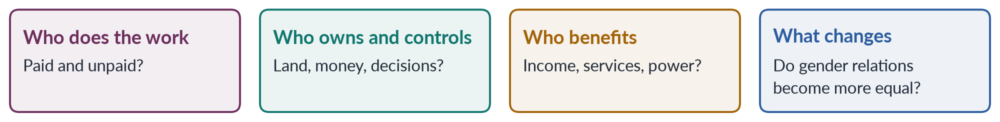 Who does the work
Paid and unpaid?
Who owns and controls
Land, money, decisions?
Who benefits
Income, services, power?
What changes
Do gender relations
become more equal?